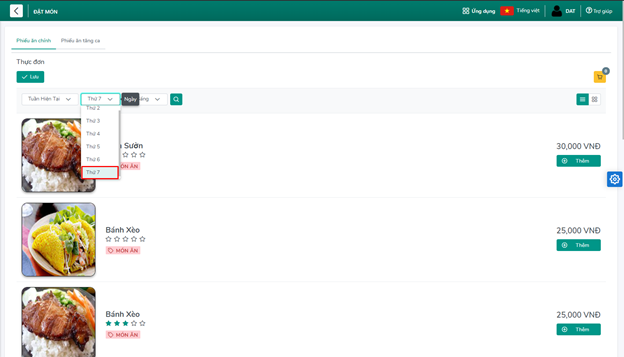 ĐẶT MÓN
Ứng dụng
Tiếng việt
DAT
Trợ giúp
Phiếu ăn chính
Phiếu ăn tăng ca
Thực đơn
Lưu
0
Tuần Hiện Tại
Thứ 7
Ngày
Thứ 2
Thứ 3
Thứ 4
Thứ 5
Thứ 6
Thứ 7
Sườn
MÓN ĂN
30,000 VNĐ
Thêm
Bánh Xèo
MÓN ĂN
25,000 VNĐ
Thêm
Bánh Xèo
MÓN ĂN
25,000 VNĐ
Thêm